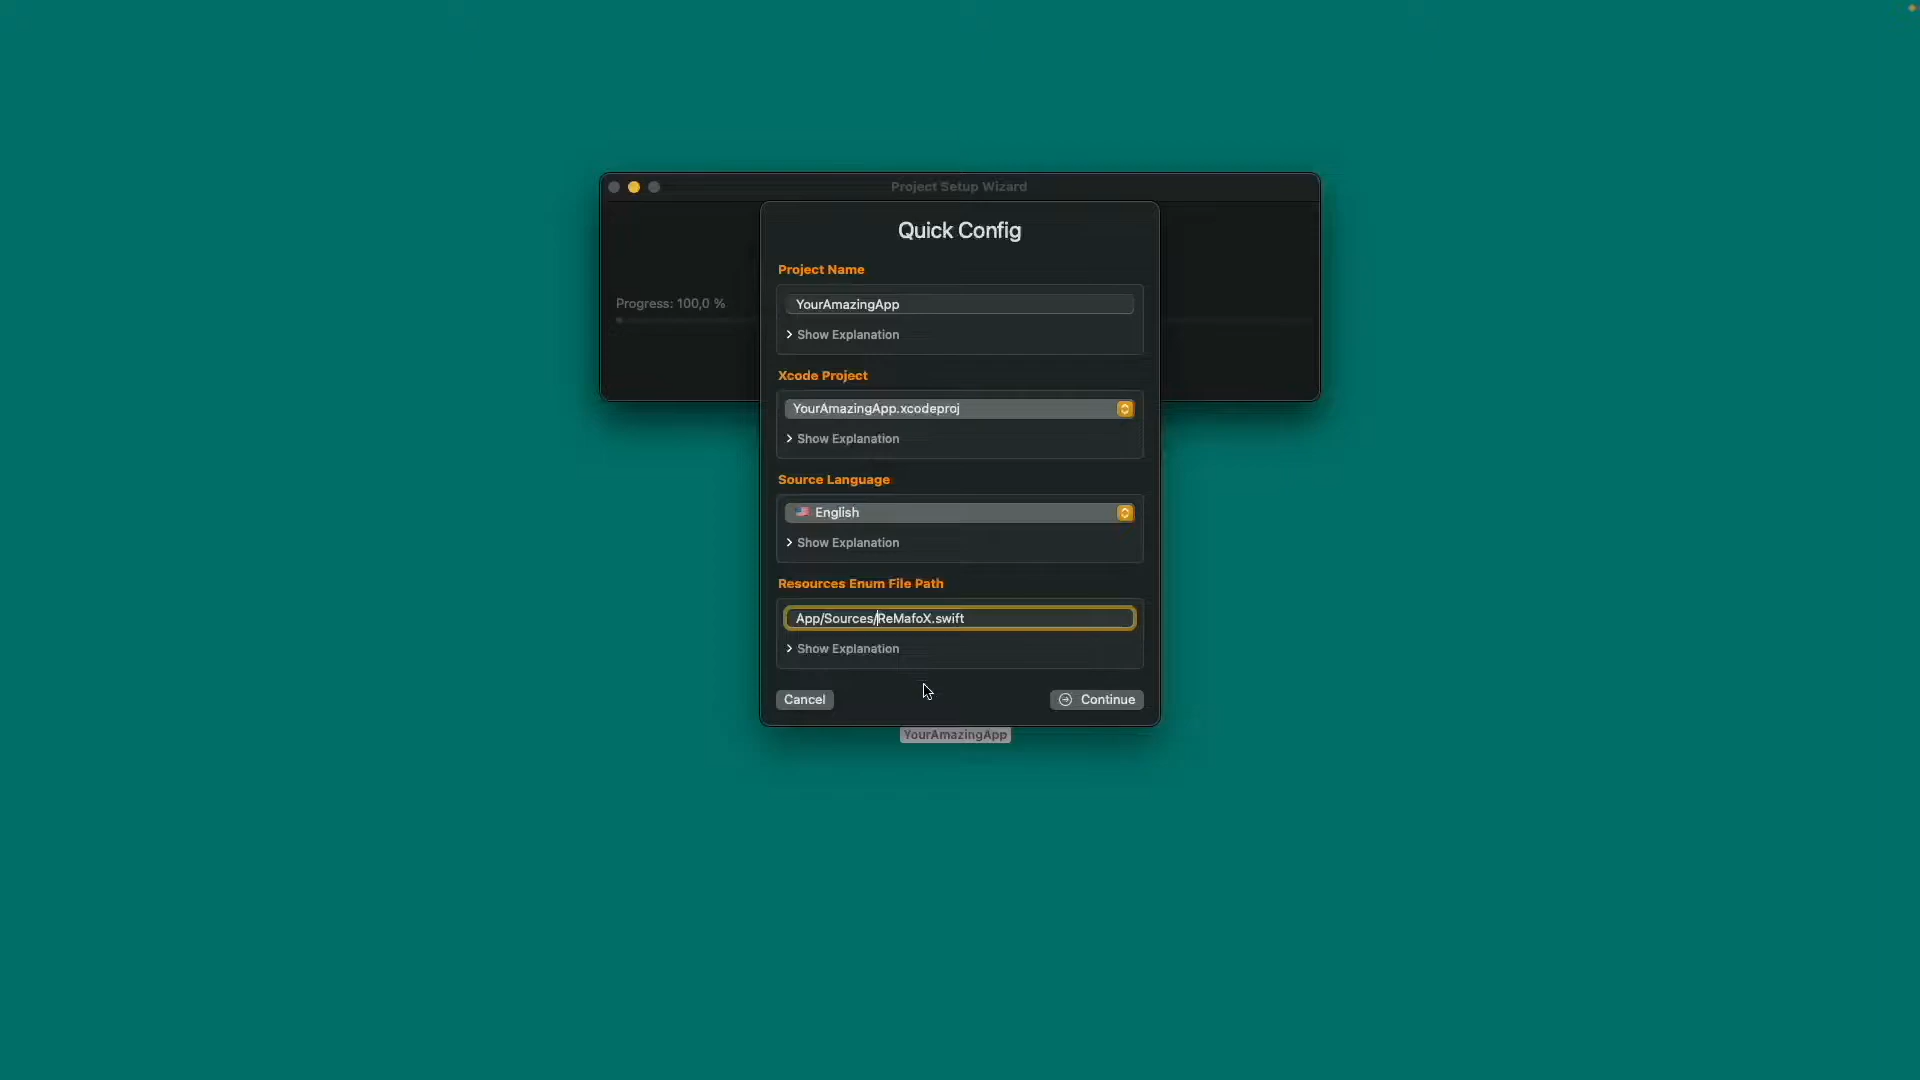 Project Setup Wizard
Progress: 100,0 %
Quick Config
Project Name
YourAmazingApp
Show Explanation
Xcode Project
YourAmazingApp.xcodeproj
Show Explanation
Source Language
English
Show Explanation
Resources Enum File Path
App/Sources/ReMafoX.swift
Show Explanation
Cancel
Continue
YourAmazingApp